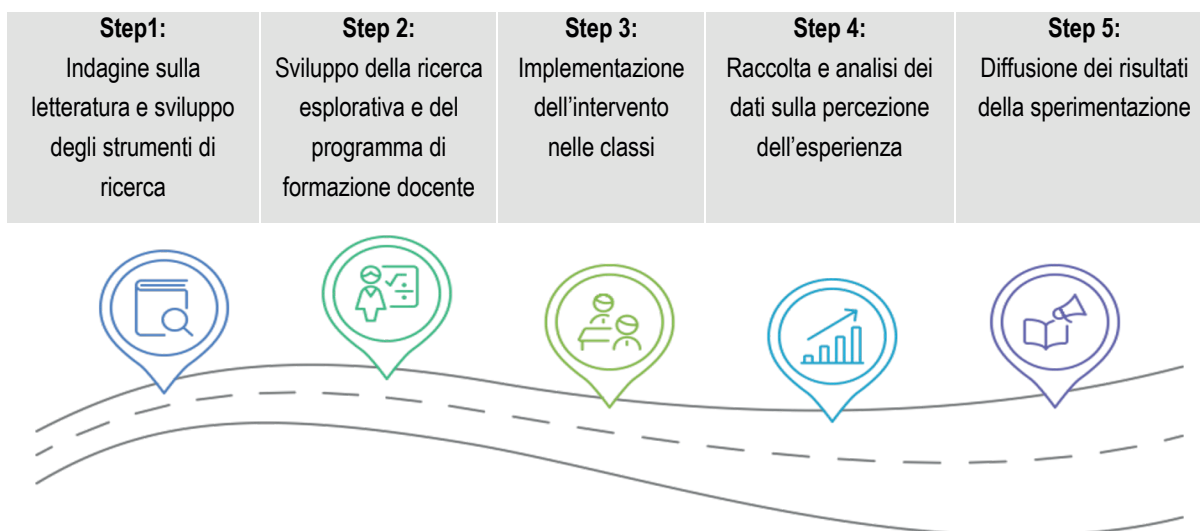 Step1:
Indagine sulla
letteratura e sviluppo
degli strumenti di
ricerca
Step 2:
Sviluppo della ricerca
esplorativa e del
programma di
formazione docente
Step 3:
Implementazione
dell’intervento
nelle classi
Step 4:
Raccolta e analisi dei
dati sulla percezione
dell’esperienza
Step 5:
Diffusione dei risultati
della sperimentazione